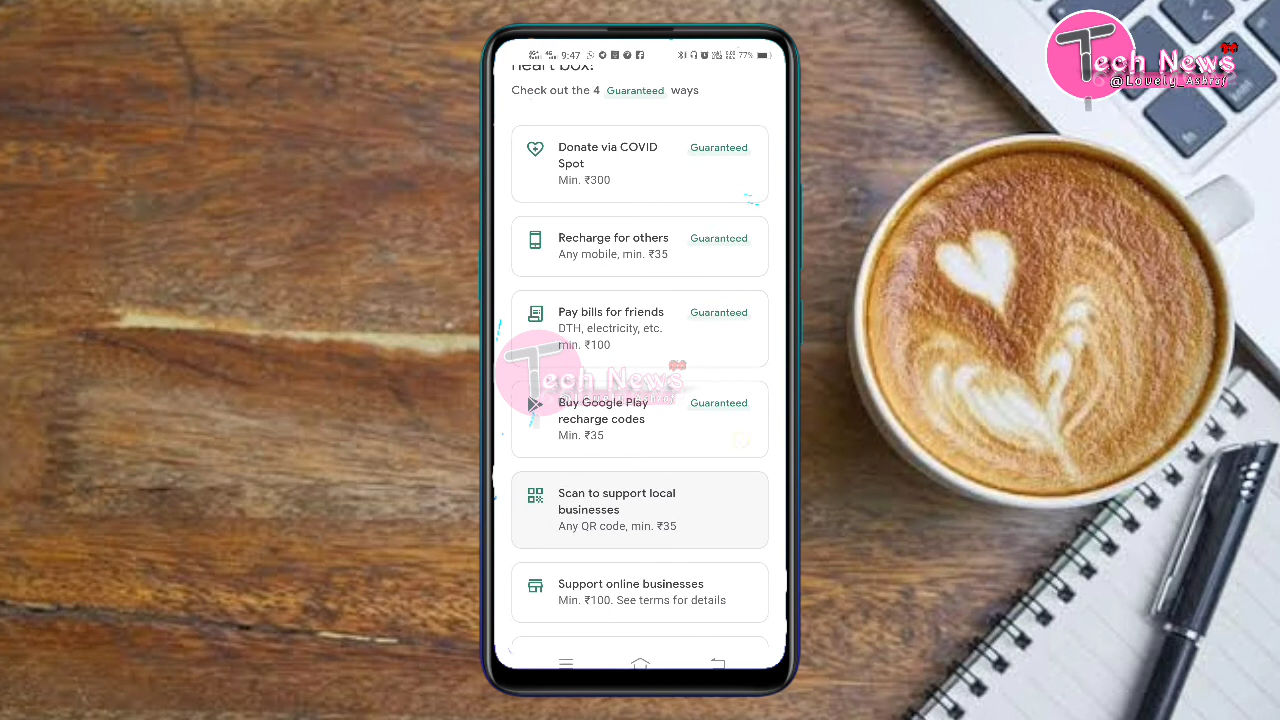 Tech News
@Lovely_Ashraf
9:47
77%
heart box!
Check out the 4 Guaranteed ways
Donate via COVID Spot
Guaranteed
Min. ₹300
Recharge for others
Guaranteed
Any mobile, min. ₹35
Pay bills for friends
Guaranteed
DTH, electricity, etc.
min. ₹100
Tech News
Buy Google Play
Guaranteed
recharge codes
Min. ₹35
Scan to support local
businesses
Any QR code, min. ₹35
Support online businesses
Min. ₹100. See terms for details